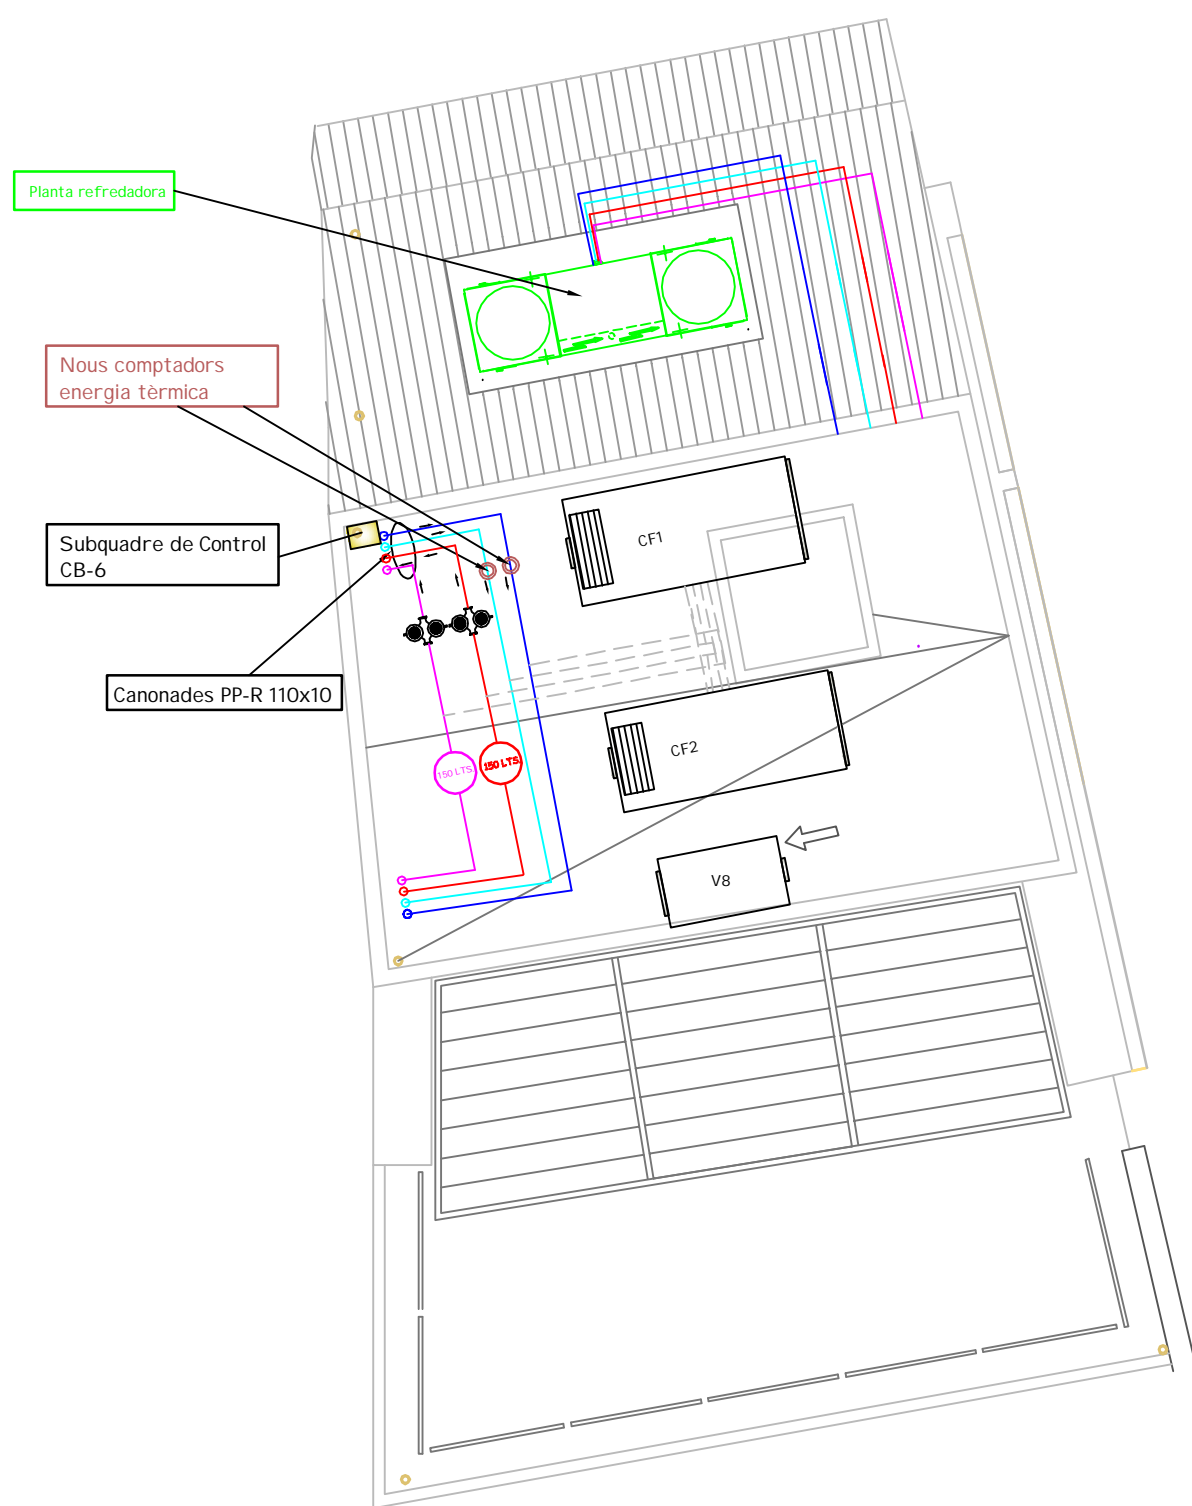 Planta refredadora
Nous comptadors
energia tèrmica
CF1
Subquadre de Control
CB-6
Canonades PP-R 110x10
CF2
150 LTS.
150 LTS.
V8